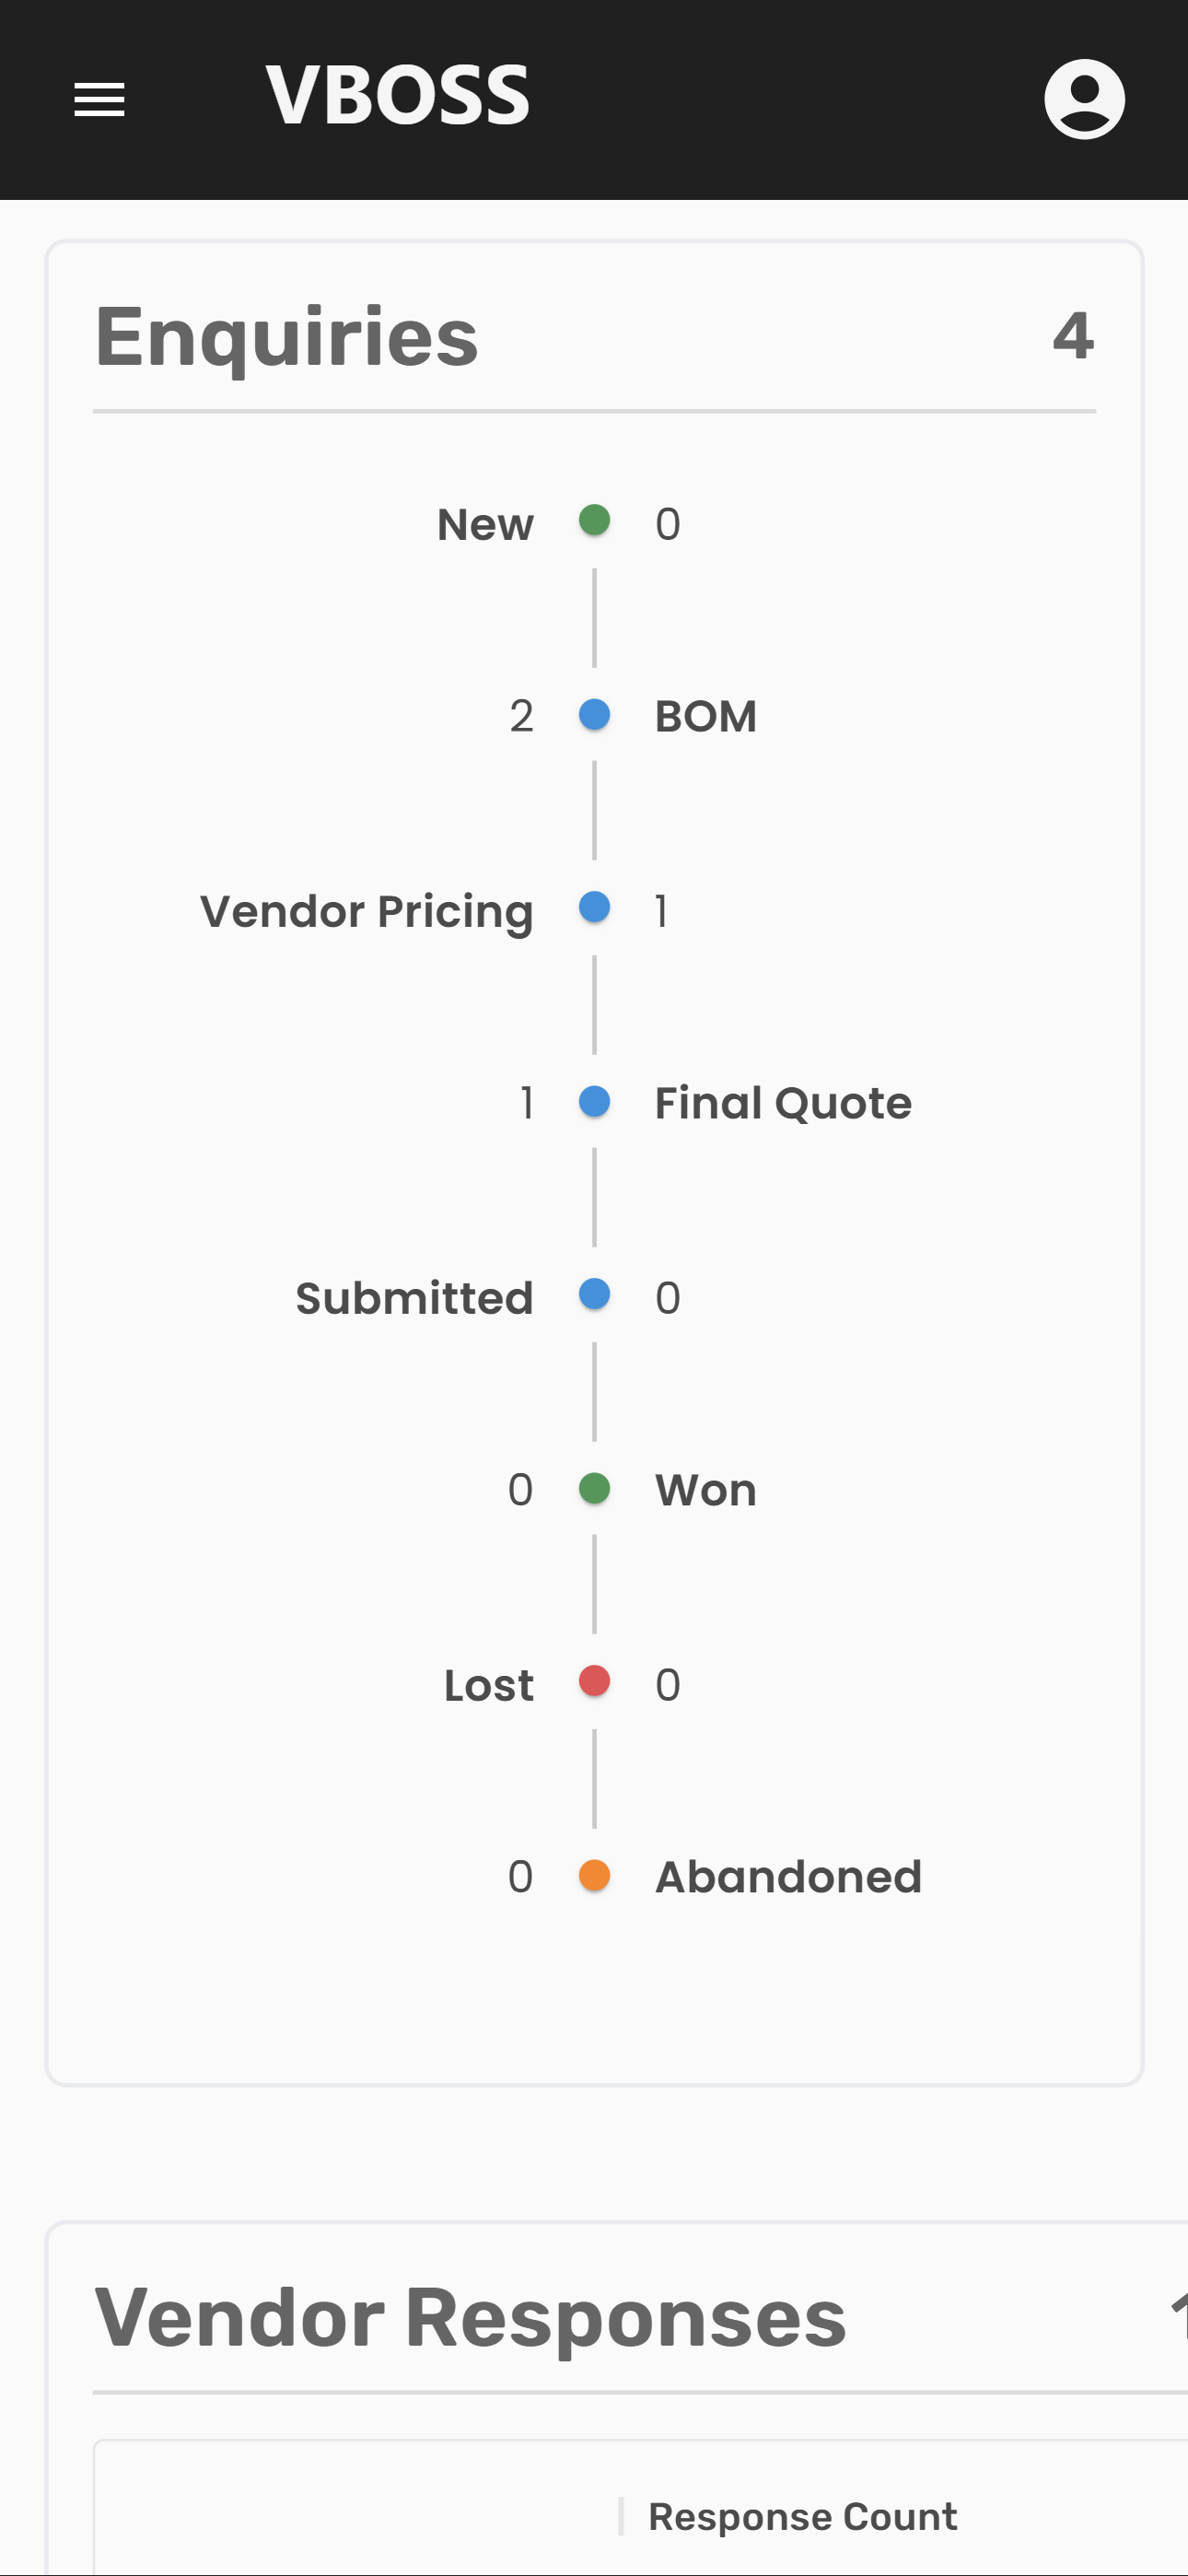 VBOSS
Enquiries 4
New 0
2 BOM
Vendor Pricing 1
1 Final Quote
Submitted 0
0 Won
Lost 0
0 Abandoned
Vendor Responses
Response Count